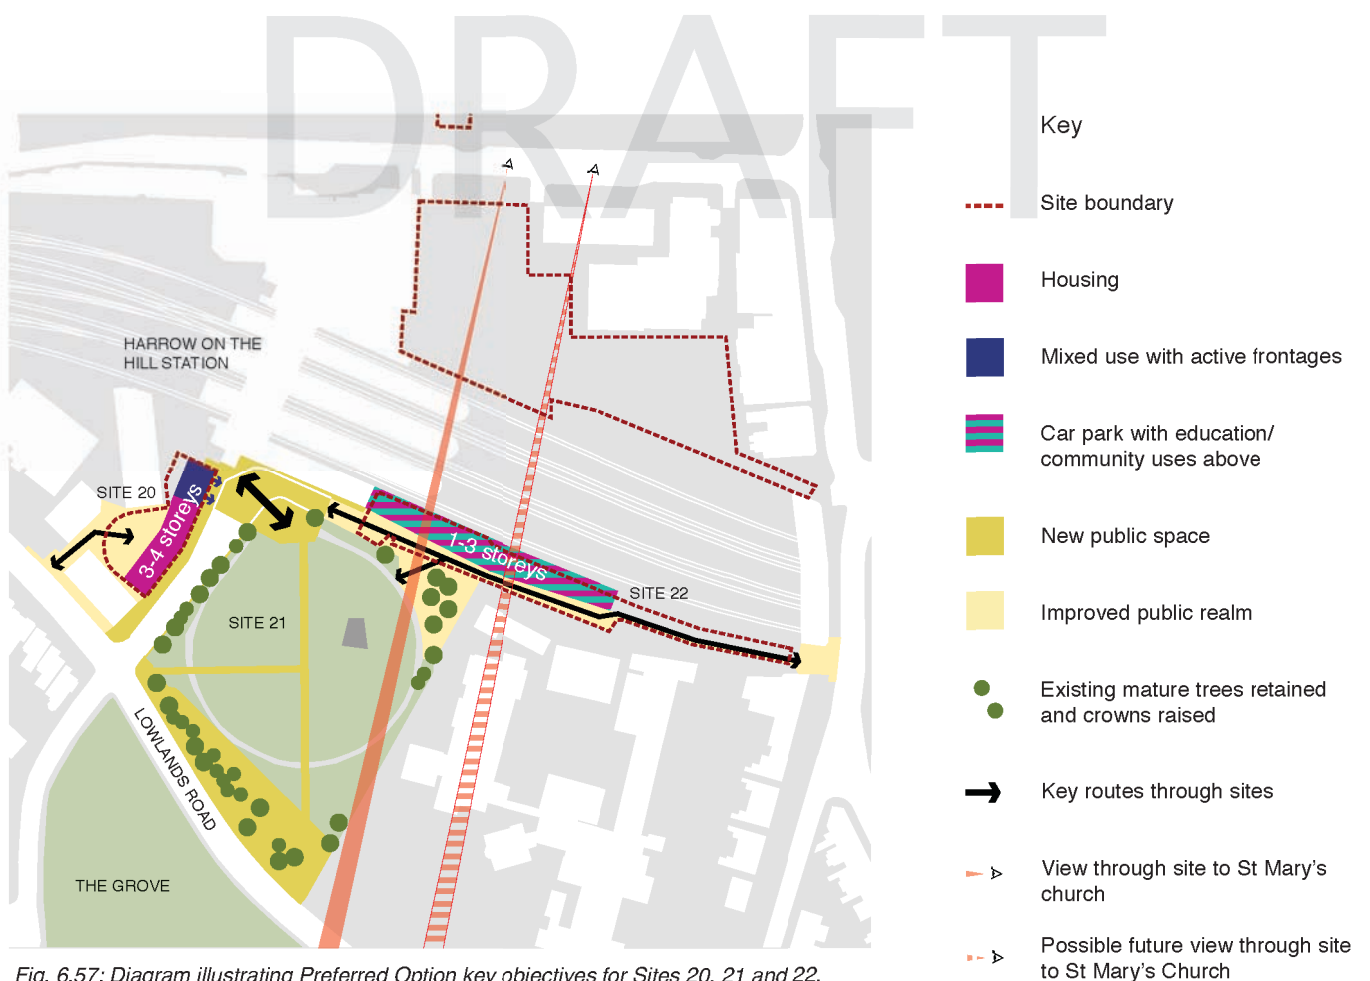 DRAFT
Key
Site boundary
Housing
Mixed use with active frontages
Car park with education/
community uses above
New public space
Improved public realm
Existing mature trees retained
and crowns raised
Key routes through sites
View through site to St Mary's
church
Possible future view through site
to St Mary's Church
HARROW ON THE
HILL STATION
SITE 20
3-4 storeys
1-3 storeys
SITE 22
SITE 21
LOWLANDS ROAD
THE GROVE
Fig. 6.57: Diagram illustrating Preferred Option key objectives for Sites 20, 21 and 22.